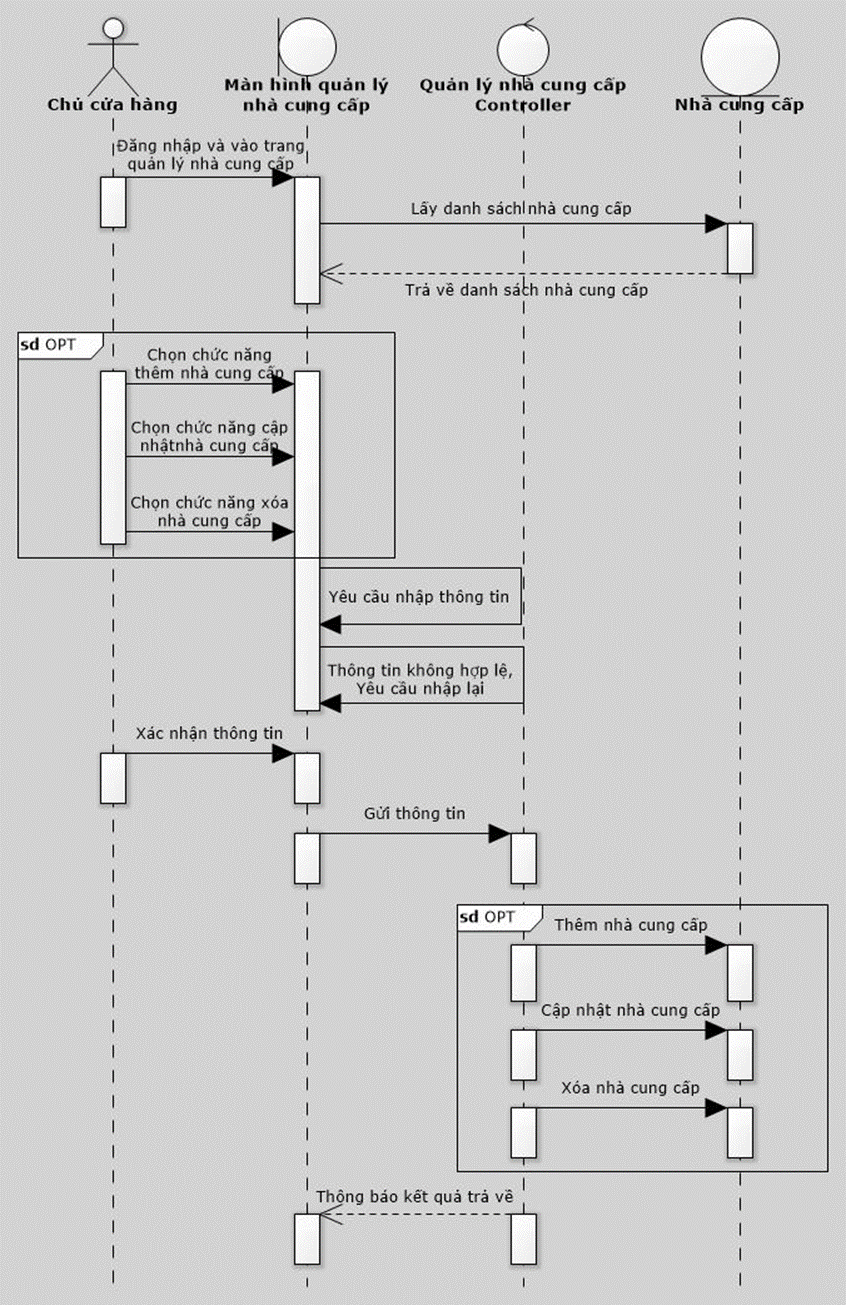 Chủ cửa hàng
Màn hình quản lý
nhà cung cấp
Quản lý nhà cung cấp
Controller
Nhà cung cấp
Đăng nhập và vào trang
quản lý nhà cung cấp
Lấy danh sách nhà cung cấp
Trả về danh sách nhà cung cấp
sd OPT
Chọn chức năng
thêm nhà cung cấp
Chọn chức năng cập
nhậtnhà cung cấp
Chọn chức năng xóa
nhà cung cấp
Yêu cầu nhập thông tin
Thông tin không hợp lệ,
Yêu cầu nhập lại
Xác nhận thông tin
Gửi thông tin
sd OPT
Thêm nhà cung cấp
Cập nhật nhà cung cấp
Xóa nhà cung cấp
Thông báo kết quả trả về